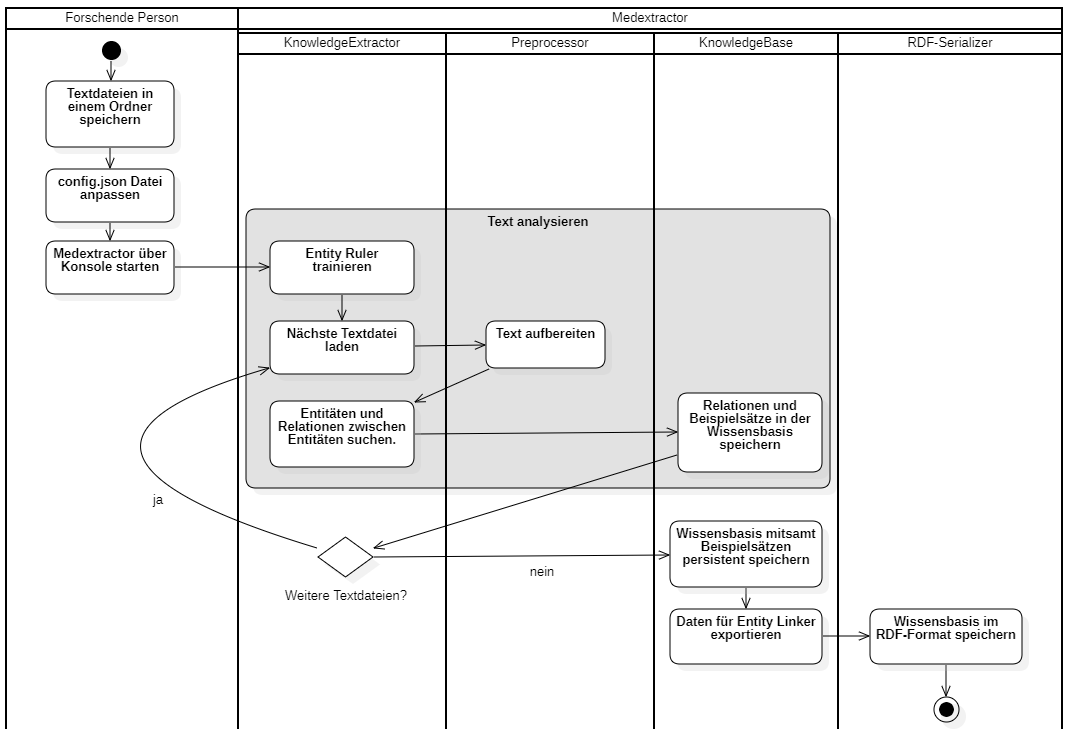 Forschende Person
Medextractor
KnowledgeExtractor
Preprocessor
KnowledgeBase
RDF-Serializer
Textdateien in
einem Ordner
speichern
config.json Datei
anpassen
Medextractor über
Konsole starten
Text analysieren
Entity Ruler
trainieren
Nächste Textdatei
laden
Text aufbereiten
Entitäten und
Relationen zwischen
Entitäten suchen.
Relationen und
Beispielsätze in der
Wissensbasis
speichern
ja
Weitere Textdateien?
nein
Wissensbasis mitsamt
Beispielsätzen
persistent speichern
Daten für Entity Linker
exportieren
Wissensbasis im
RDF-Format speichern